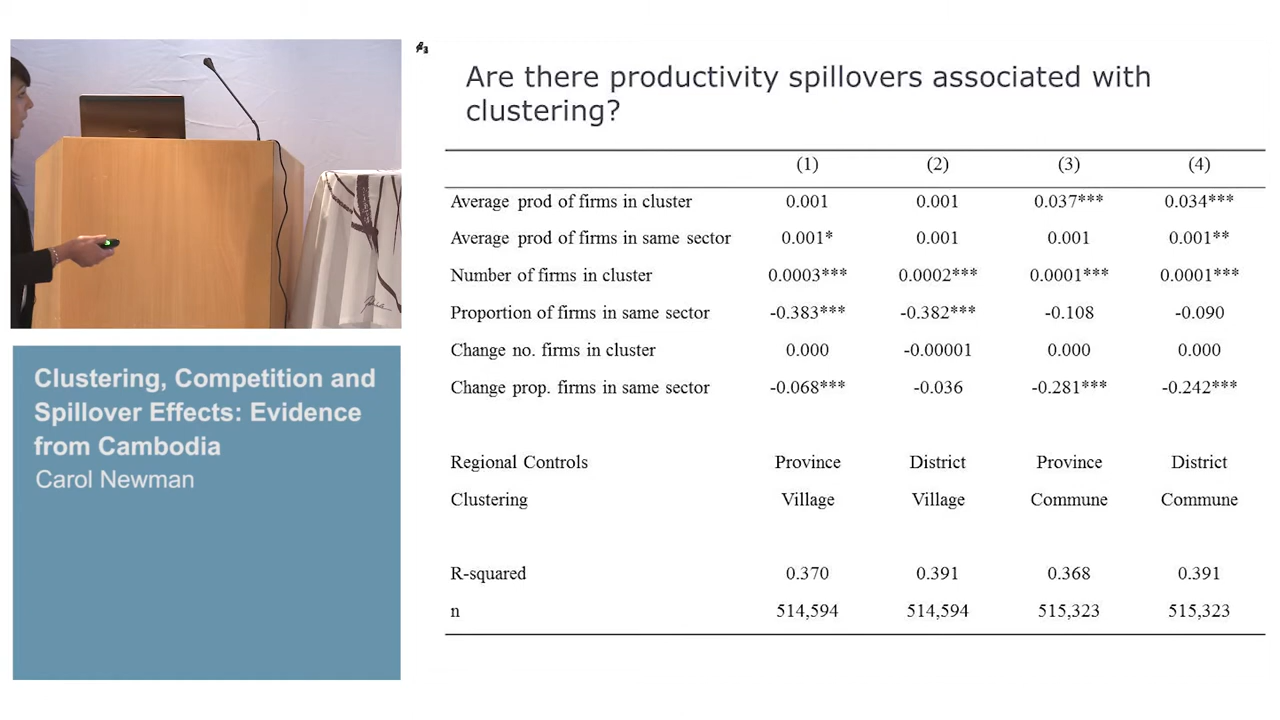 Are there productivity spillovers associated with
clustering?
(1) (2) (3) (4)
Average prod of firms in cluster 0.001 0.001 0.037*** 0.034***
Average prod of firms in same sector 0.001* 0.001 0.001 0.001**
Number of firms in cluster 0.0003*** 0.0002*** 0.0001*** 0.0001***
Proportion of firms in same sector -0.383*** -0.382*** -0.108 -0.090
Change no. firms in cluster 0.000 -0.00001 0.000 0.000
Change prop. firms in same sector -0.068*** -0.036 -0.281*** -0.242***
Regional Controls Province District Province District
Clustering Village Village Commune Commune
R-squared 0.370 0.391 0.368 0.391
n 514,594 514,594 515,323 515,323
Clustering, Competition and
Spillover Effects: Evidence
from Cambodia
Carol Newman